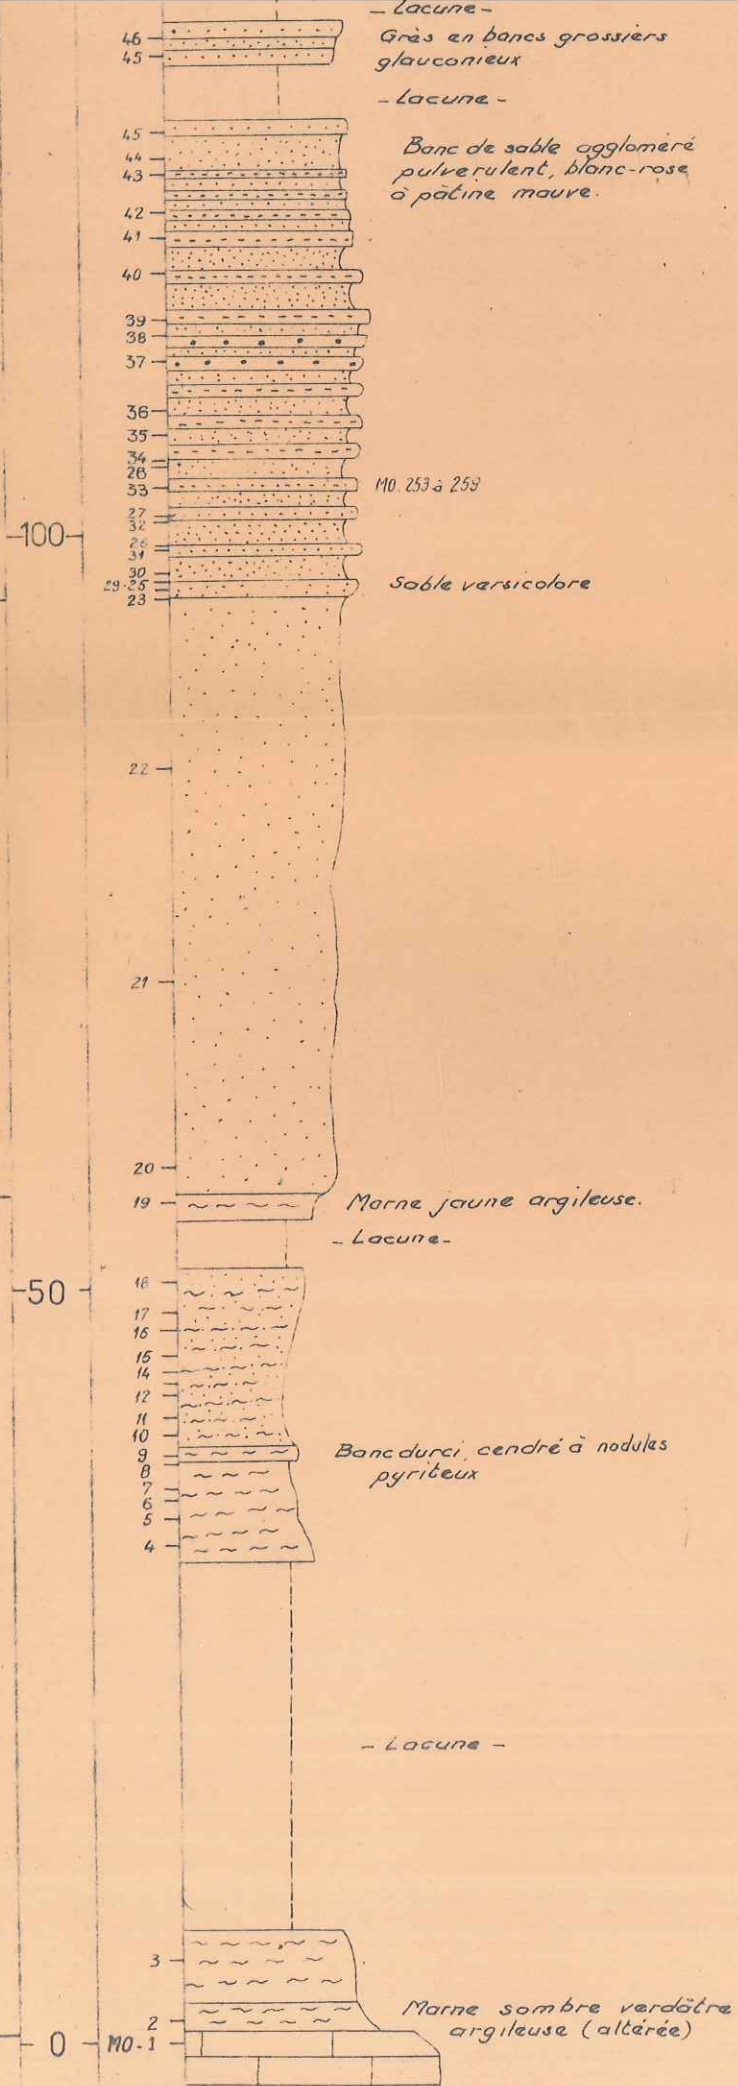 - Lacune -
46
Grès en bancs grossiers
45
glauconieux
- Lacune -
45
Banc de sable aggloméré
44
pulverulent, blanc-rose
43
à pâtine mauve.
42
41
40
39
38
37
36
35
34
28
33
MO. 253 à 259
27
32
100
26
31
30
29-25
Sable versicolore
23
22
21
20
19
Marne jaune argileuse.
- Lacune -
50
18
17
16
15
14
12
11
10
9
Banc durci, cendré à nodules
8
pyriteux
7
6
5
4
- Lacune -
3
Marne sombre verdâtre
2
argileuse (altérée)
0
MO-1